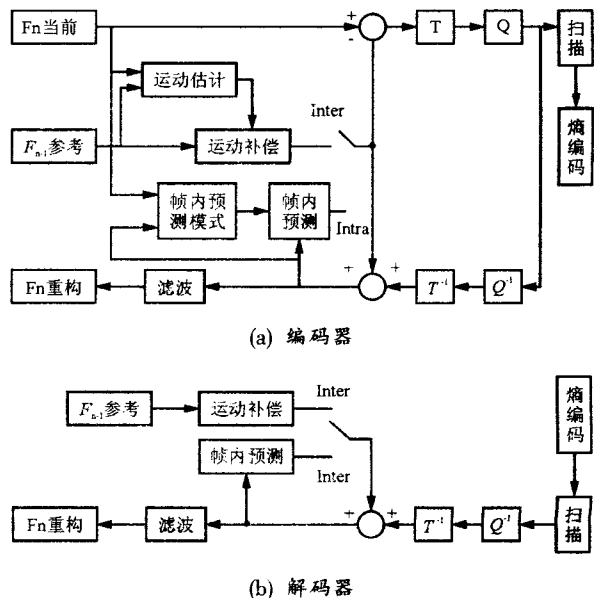 Fn当前
+
-
T
Q
扫描
运动估计
Inter
Fn-1参考
运动补偿
熵编码
帧内预测模式
帧内预测
Intra
Fn重构
滤波
+
+
T⁻¹
Q⁻¹
(a) 编码器
Fn-1参考
运动补偿
Inter
熵编码
帧内预测
Inter
Fn重构
滤波
+
+
T⁻¹
Q⁻¹
扫描
(b) 解码器